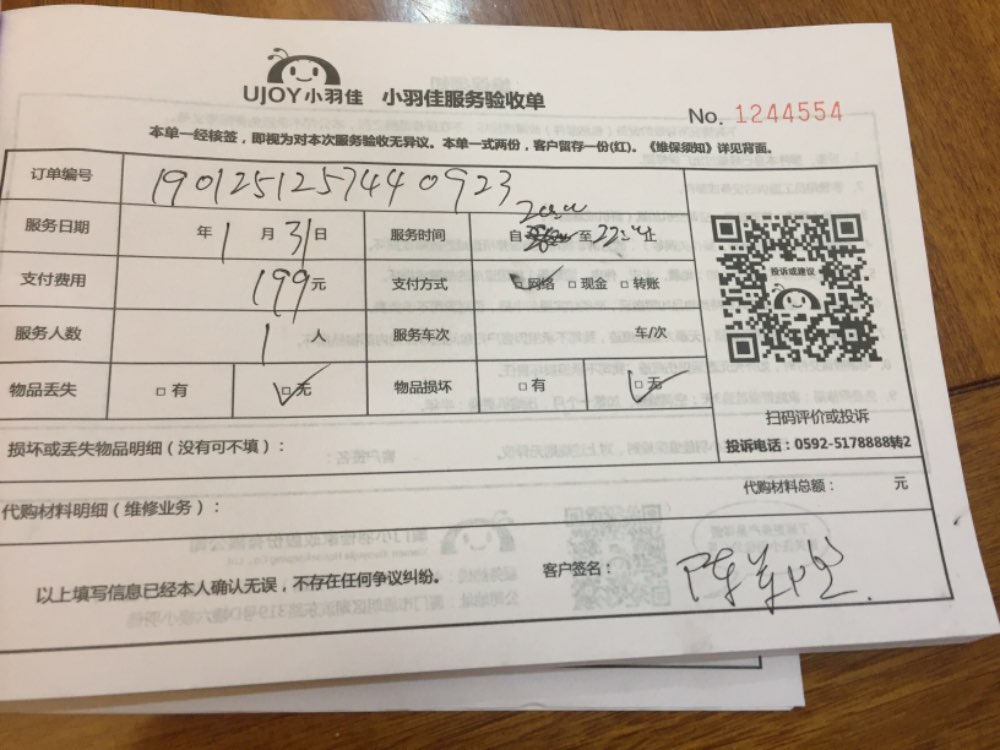 UJOY小羽佳 小羽佳服务验收单
No. 1244554
本单一经核签，即视为对本次服务验收无异议。本单一式两份，客户留存一份(红)。《维保须知》详见背面。
订单编号 190125125744 0923
服务日期 年 1 月 31 日 服务时间 自 至 止
支付费用 199 元 支付方式 □网络 □现金 □转账
投诉或建议
服务人数 1 人 服务车次 车/次
物品丢失 □有 □无 物品损坏 □有 □无
扫码评价或投诉
投诉电话：0592-5178888转2
损坏或丢失物品明细（没有可不填）：
代购材料明细（维修业务）： 代购材料总额： 元
以上填写信息已经本人确认无误，不存在任何争议纠纷。 客户签名：